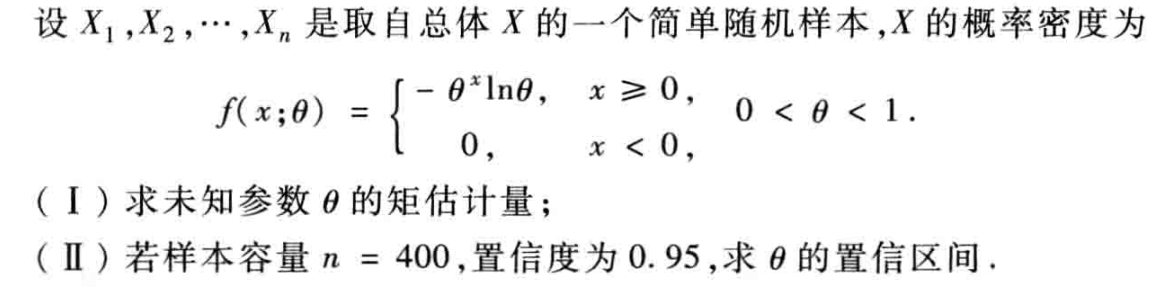 设 X₁,X₂,⋯,Xₙ 是取自总体 X 的一个简单随机样本,X 的概率密度为
f(x;θ) = { -θˣlnθ, x ≥ 0, 0, x < 0, 0 < θ < 1.
(Ⅰ)求未知参数 θ 的矩估计量;
(Ⅱ)若样本容量 n = 400,置信度为 0.95,求 θ 的置信区间.